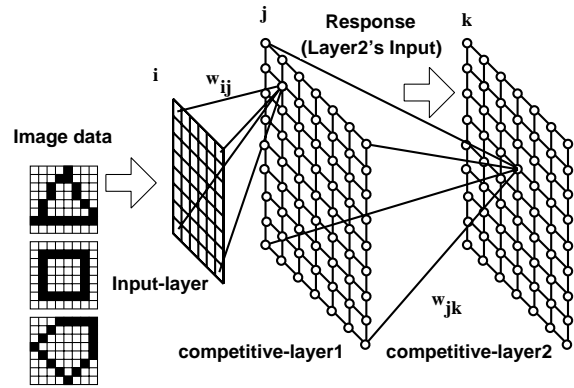 j
Response
(Layer2's Input)
k
i
w ij
Image data
Input-layer
w jk
competitive-layer1
competitive-layer2